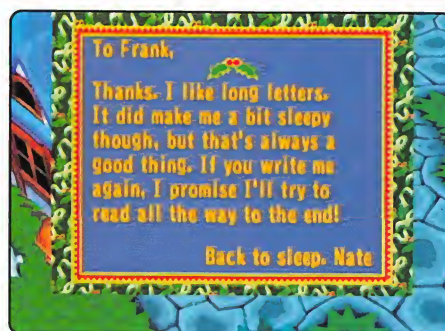 To Frank,
Thanks. I like long letters.
It did make me a bit sleepy
though, but that's always a
good thing. If you write me
again, I promise I'll try to
read all the way to the end!
Back to sleep. Nate